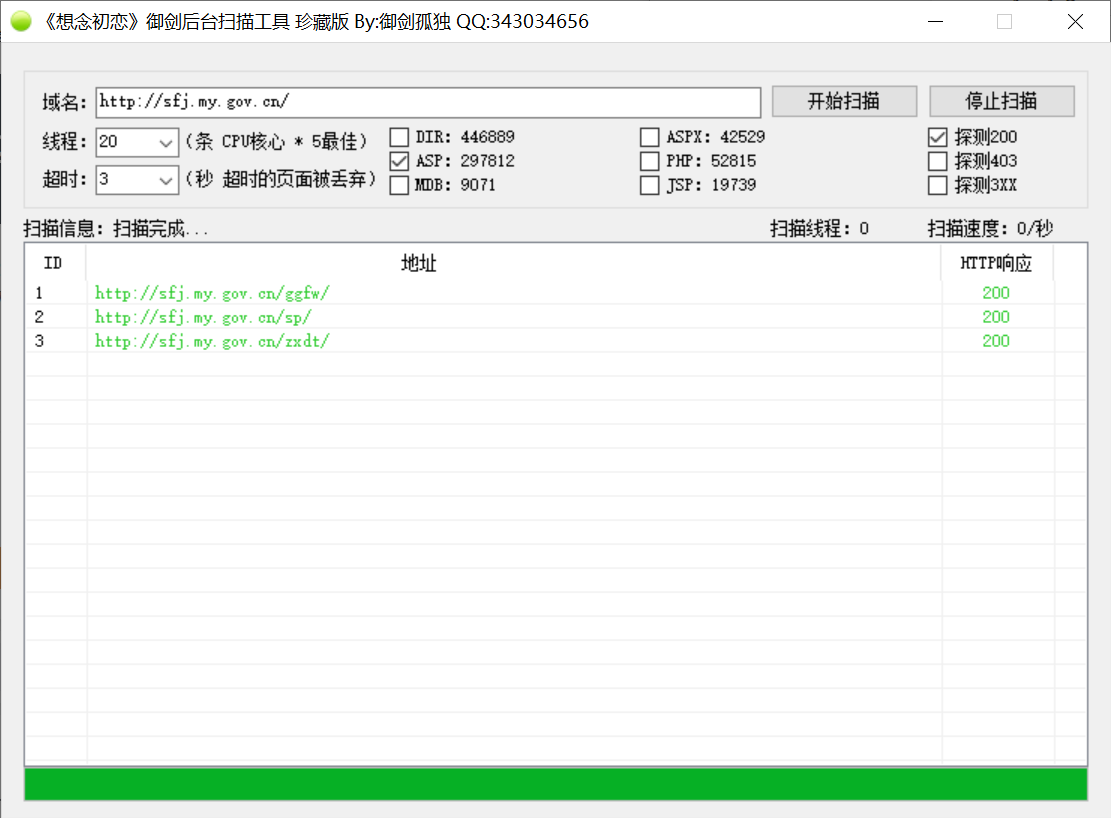 《想念初恋》御剑后台扫描工具 珍藏版 By:御剑孤独 QQ:343034656
域名: http://sfj.my.gov.cn/ 开始扫描 停止扫描
线程: 20 (条 CPU核心 * 5最佳) DIR: 446889 ASPX: 42529 探测200
ASP: 297812 PHP: 52815 探测403
超时: 3 (秒 超时的页面被丢弃) MDB: 9071 JSP: 19739 探测3XX
扫描信息: 扫描完成... 扫描线程: 0 扫描速度: 0/秒
ID 地址 HTTP响应
1 http://sfj.my.gov.cn/ggfw/ 200
2 http://sfj.my.gov.cn/sp/ 200
3 http://sfj.my.gov.cn/zxdt/ 200